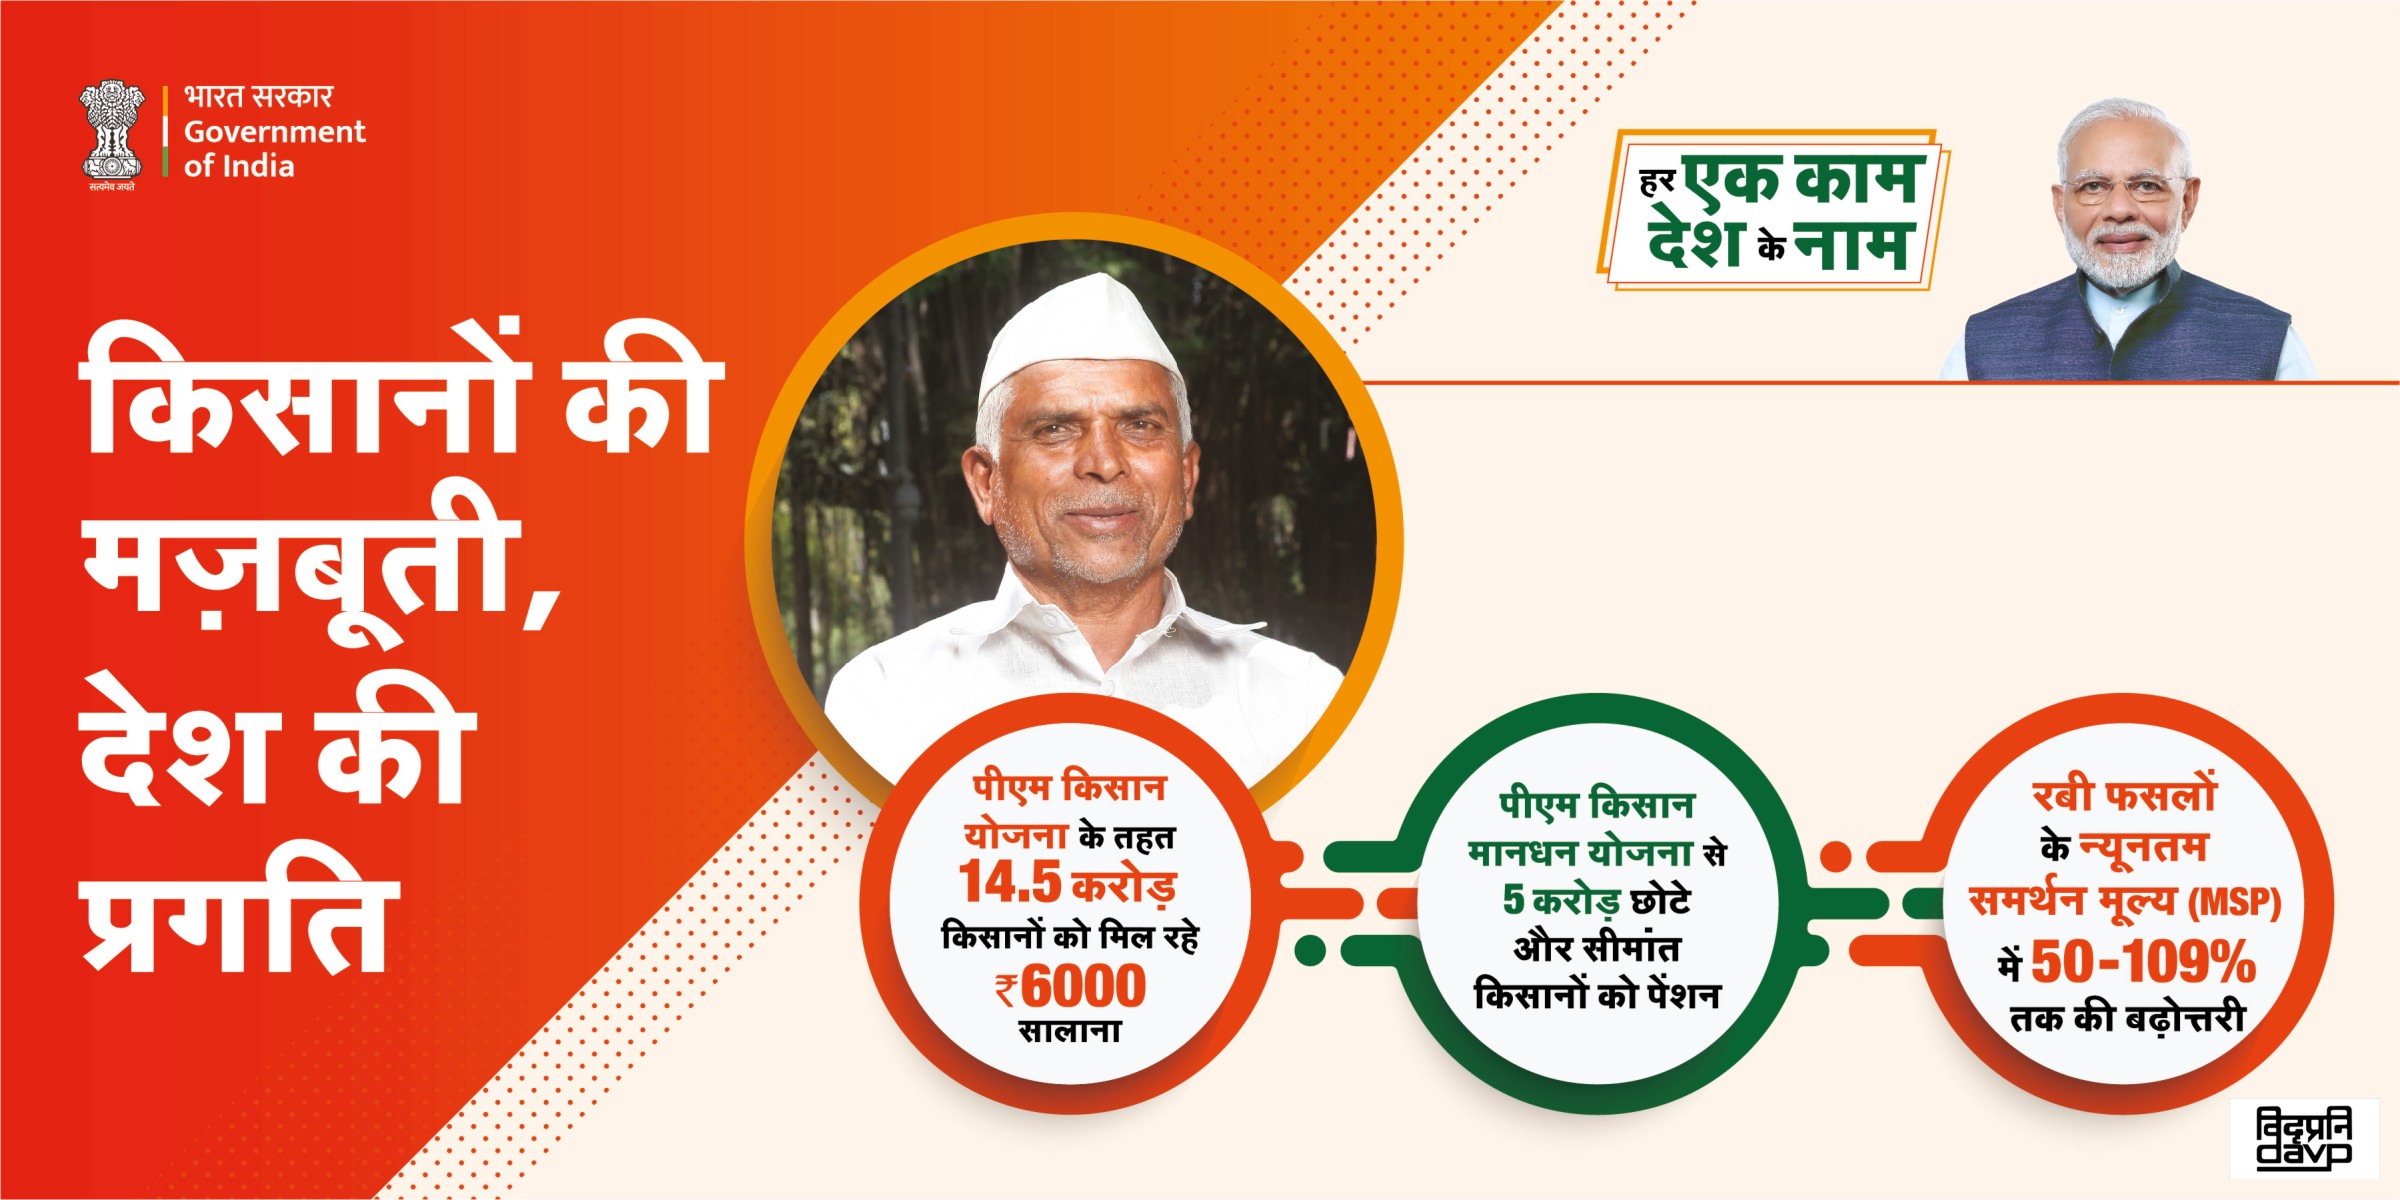 भारत सरकार
Government
of India
सत्यमेव जयते
हर एक काम
देश के नाम
किसानों की
मज़बूती,
देश की
प्रगति
पीएम किसान
योजना के तहत
14.5 करोड़
किसानों को मिल रहे
₹6000
सालाना
पीएम किसान
मानधन योजना से
5 करोड़ छोटे
और सीमांत
किसानों को पेंशन
रबी फसलों
के न्यूनतम
समर्थन मूल्य (MSP)
में 50-109%
तक की बढ़ोत्तरी
विदृप्रनि
davp